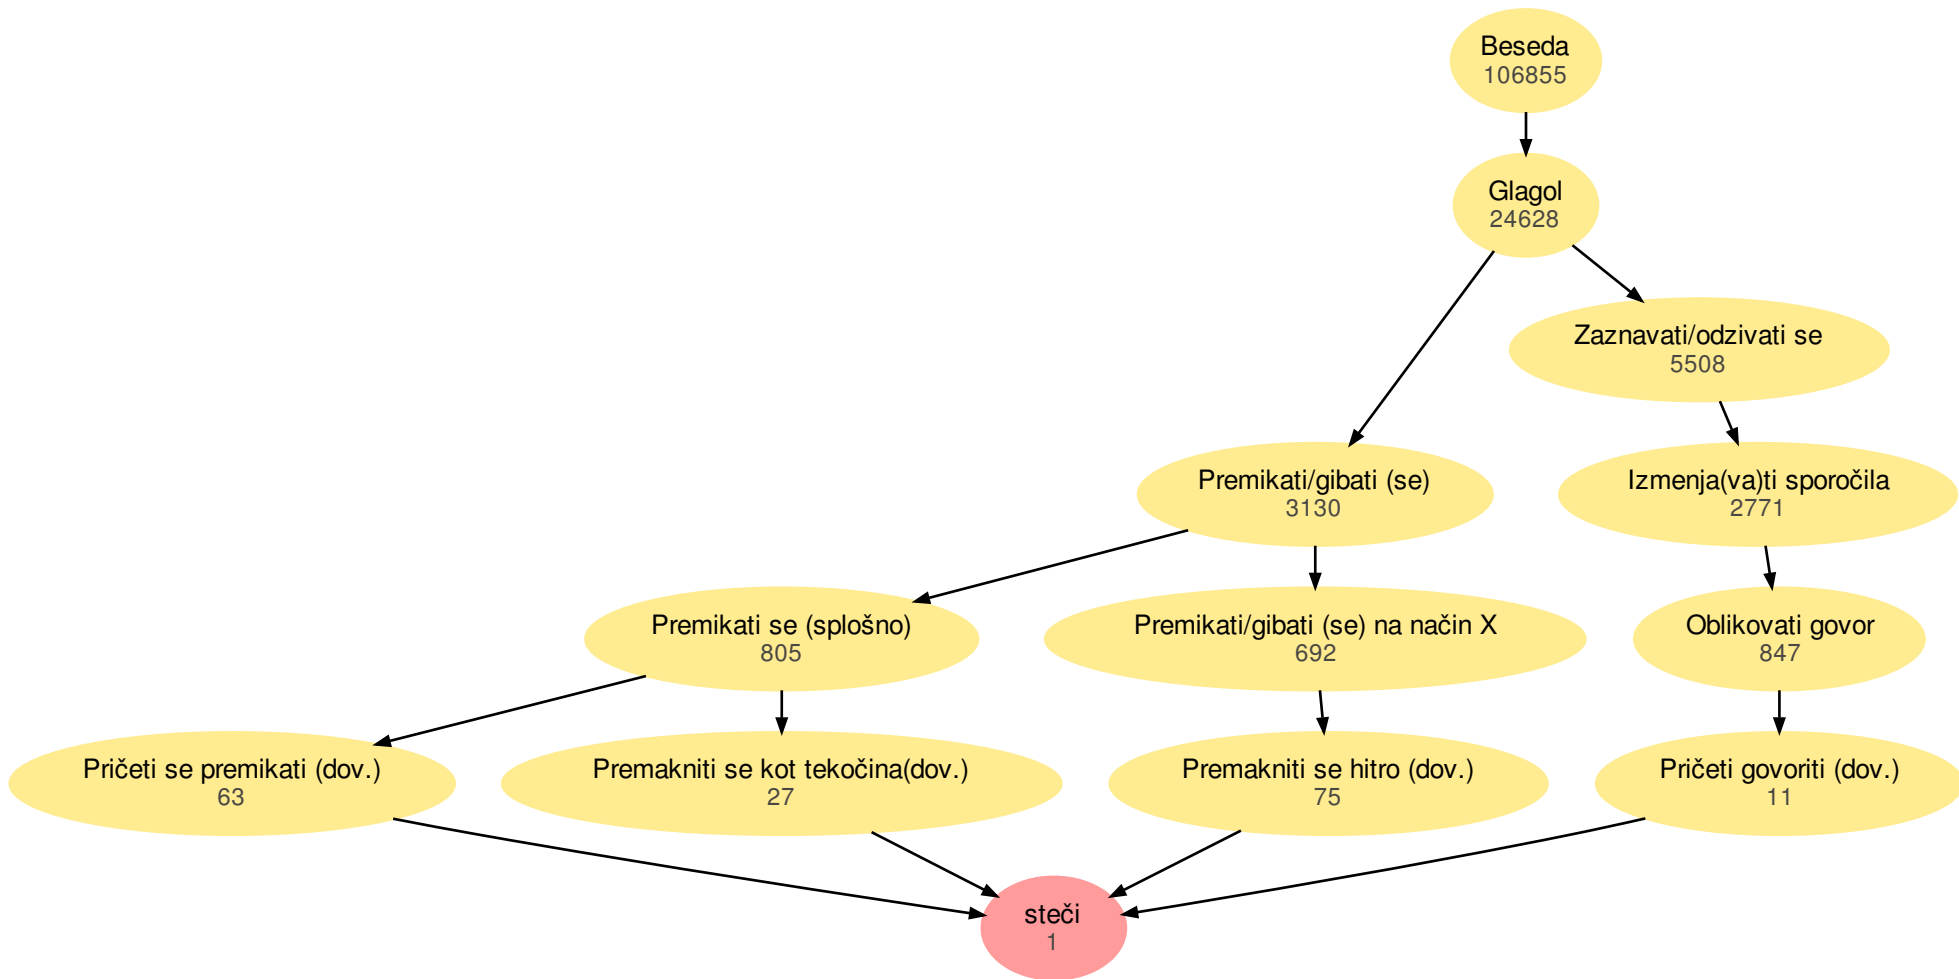 Beseda
106855
Glagol
24628
Zaznavati/odzivati se
5508
Premikati/gibati (se)
3130
Izmenja(va)ti sporočila
2771
Premikati se (splošno)
805
Premikati/gibati (se) na način X
692
Oblikovati govor
847
Pričeti se premikati (dov.)
63
Premakniti se kot tekočina(dov.)
27
Premakniti se hitro (dov.)
75
Pričeti govoriti (dov.)
11
steči
1